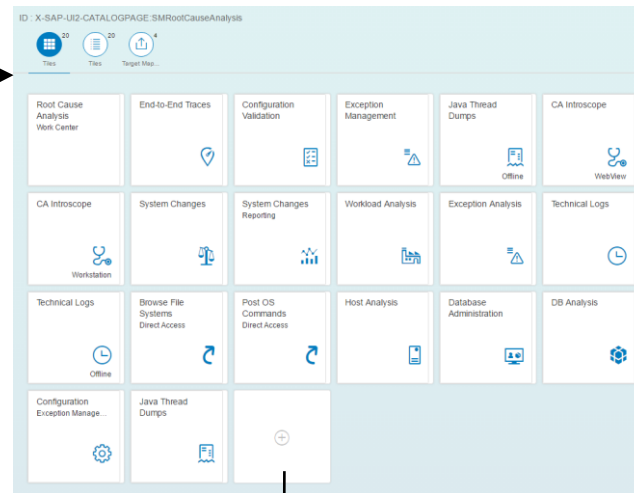 ID : X-SAP-UI2-CATALOGPAGE:SMRootCauseAnalysis
20
20
4
Tiles
Tiles
Target Map...
Root Cause
Analysis
Work Center
End-to-End Traces
Configuration
Validation
Exception
Management
Java Thread
Dumps
Offline
CA Introscope
WebView
CA Introscope
Workstation
System Changes
System Changes
Reporting
Workload Analysis
Exception Analysis
Technical Logs
Technical Logs
Offline
Browse File
Systems
Direct Access
Post OS
Commands
Direct Access
Host Analysis
Database
Administration
DB Analysis
Configuration
Exception Manage...
Java Thread
Dumps